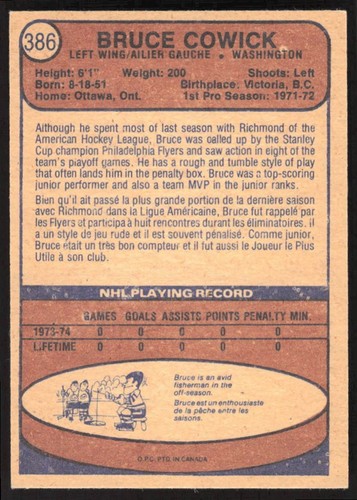 386
BRUCE COWICK
LEFT WING/AILIER GAUCHE • WASHINGTON
Height: 6'1" Weight: 200 Shoots: Left
Born: 8-18-51 Birthplace: Victoria, B.C.
Home: Ottawa, Ont. 1st Pro Season: 1971-72
Although he spent most of last season with Richmond of the
American Hockey League, Bruce was called up by the Stanley
Cup champion Philadelphia Flyers and saw action in eight of the
team's playoff games. He has a rough and tumble style of play
that often lands him in the penalty box. Bruce was a top-scoring
junior performer and also a team MVP in the junior ranks.
Bien qu'il ait passé la plus grande portion de la dernière saison
avec Richmond dans la Ligue Américaine, Bruce fut rappelé par
les Flyers et participa à huit rencontres durant les éliminatoires. il
a un style de jeu rude et il est souvent pénalisé. Comme junior,
Bruce était un très bon compteur et il fut aussi le Joueur le Plus
Utile à son club.
NHL PLAYING RECORD
GAMES GOALS ASSISTS POINTS PENALTY MIN.
1973-74 0 0 0 0 0
LIFETIME 0 0 0 0 0
Bruce is an avid
fisherman in the
off-season.
Bruce est un enthousiaste
de la pêche entre les
saisons.
O.P.C. PTD. IN CANADA